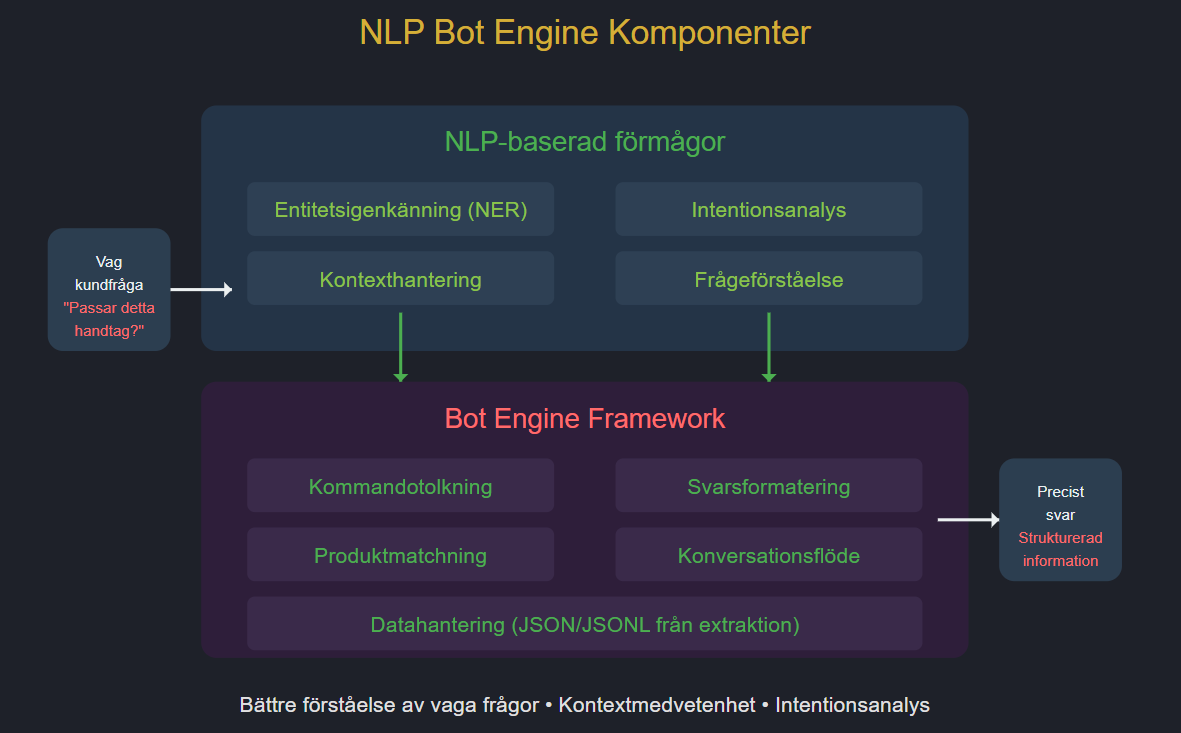 NLP Bot Engine Komponenter
NLP-baserad förmågor
Entitetsigenkänning (NER)
Intentionsanalys
Kontexthantering
Frågeförståelse
Vag
kundfråga
"Passar detta
handtag?"
Bot Engine Framework
Kommandotolkning
Svarsformatering
Produktmatchning
Konversationsflöde
Datahantering (JSON/JSONL från extraktion)
Precist
svar
Strukturerad
information
Bättre förståelse av vaga frågor • Kontextmedvetenhet • Intentionsanalys